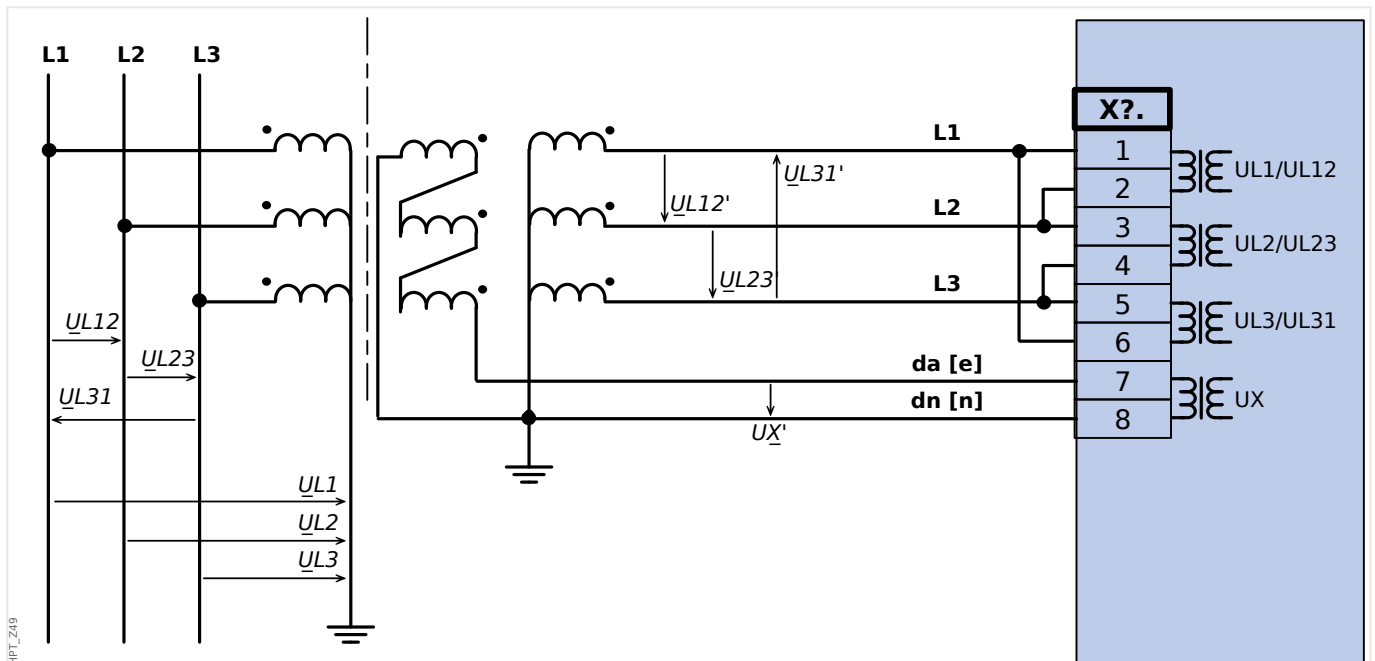 L1 L2 L3
X?.
L1
1
UL31'
UL1/UL12
2
UL12'
L2
3
UL2/UL23
4
UL23'
L3
5
UL12
UL3/UL31
6
UL23
da [e]
7
UL31
dn [n]
UX
8
UX'
UL1
UL2
UL3
HPT_Z49